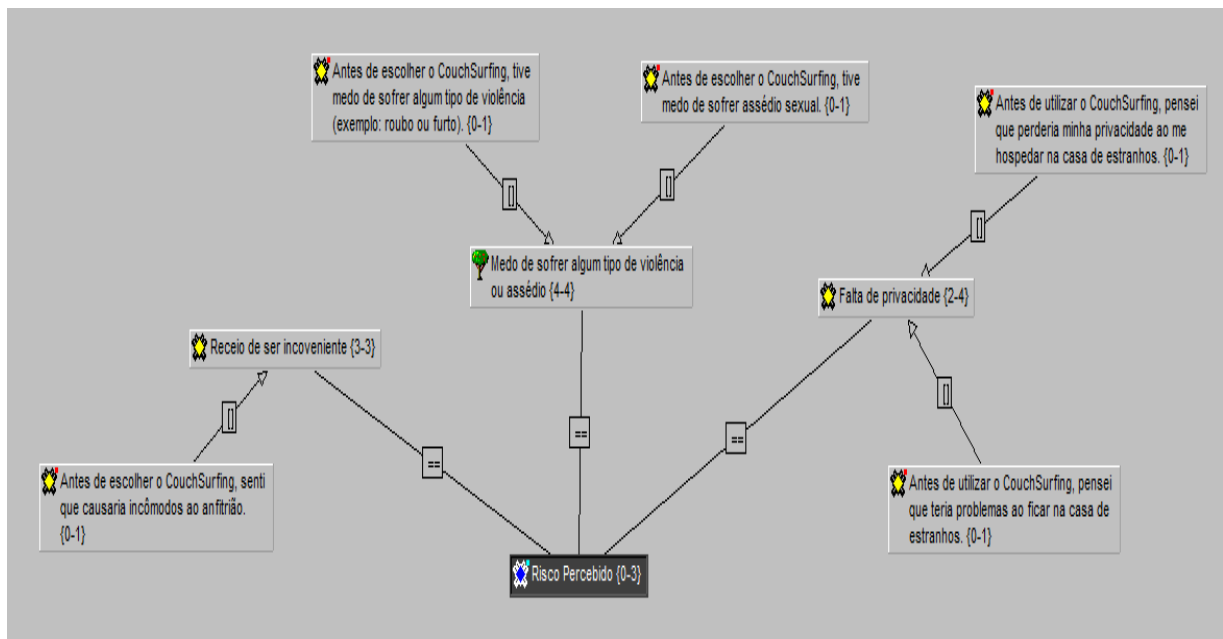 Antes de escolher o CouchSurfing, tive
medo de sofrer algum tipo de violência
(exemplo: roubo ou furto). {0-1}
Antes de escolher o CouchSurfing, tive
medo de sofrer assédio sexual. {0-1}
Antes de utilizar o CouchSurfing, pensei
que perderia minha privacidade ao me
hospedar na casa de estranhos. {0-1}
[]
[]
[]
Medo de sofrer algum tipo de violência
ou assédio {4-4}
Falta de privacidade {2-4}
Receio de ser incoveniente {3-3}
[]
[]
==
==
==
Antes de escolher o CouchSurfing, senti
que causaria incômodos ao anfitrião.
{0-1}
Antes de utilizar o CouchSurfing, pensei
que teria problemas ao ficar na casa de
estranhos. {0-1}
Risco Percebido {0-3}